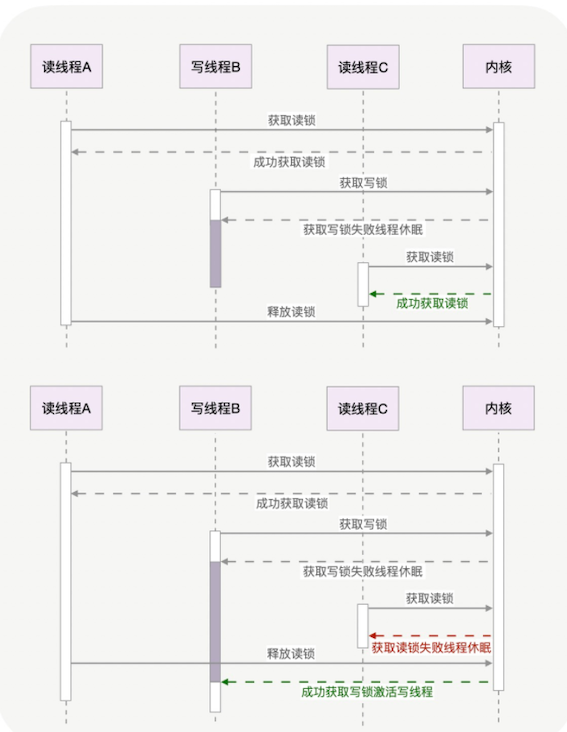 读线程A
写线程B
读线程C
内核
获取读锁
成功获取读锁
获取写锁
获取写锁失败线程休眠
获取读锁
成功获取读锁
释放读锁
读线程A
写线程B
读线程C
内核
获取读锁
成功获取读锁
获取写锁
获取写锁失败线程休眠
获取读锁
获取读锁失败线程休眠
释放读锁
成功获取写锁激活写线程